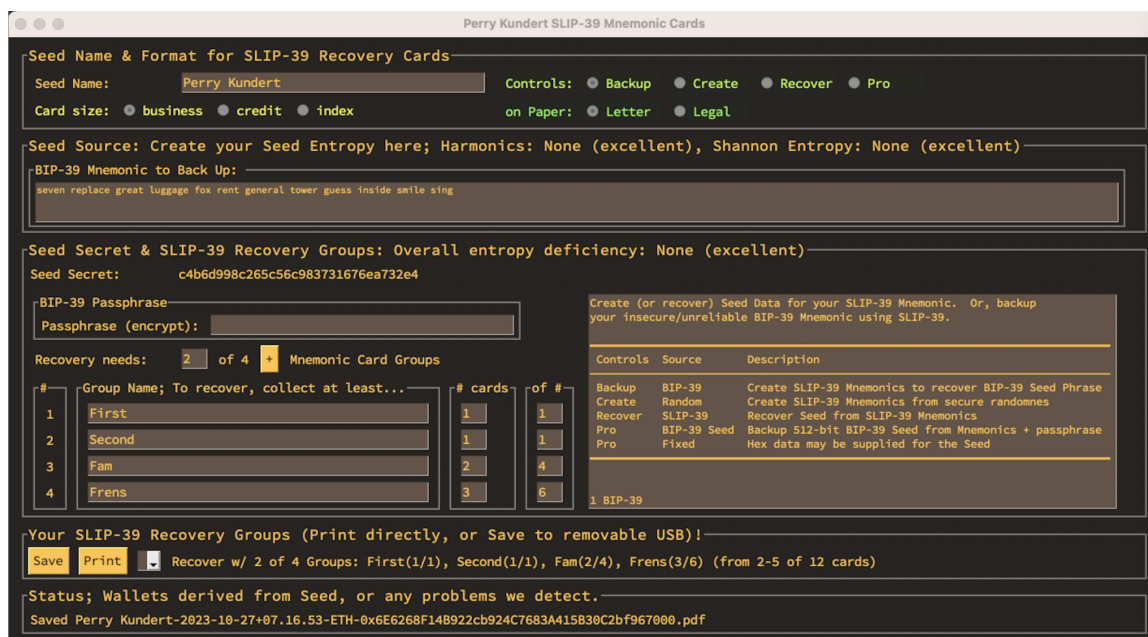 Perry Kundert SLIP-39 Mnemonic Cards
Seed Name & Format for SLIP-39 Recovery Cards
Seed Name: Perry Kundert Controls: Backup Create Recover Pro
Card size: business credit index on Paper: Letter Legal
Seed Source: Create your Seed Entropy here; Harmonics: None (excellent), Shannon Entropy: None (excellent)
BIP-39 Mnemonic to Back Up:
seven replace great luggage fox rent general tower guess inside smile sing
Seed Secret & SLIP-39 Recovery Groups: Overall entropy deficiency: None (excellent)
Seed Secret: c4b6d998c265c56c983731676ea732e4
BIP-39 Passphrase
Passphrase (encrypt):
Recovery needs: 2 of 4 + Mnemonic Card Groups
# Group Name; To recover, collect at least... # cards of #
1 First 1 1
2 Second 1 1
3 Fam 2 4
4 Frens 3 6
Create (or recover) Seed Data for your SLIP-39 Mnemonic. Or, backup
your insecure/unreliable BIP-39 Mnemonic using SLIP-39.
Controls Source Description
Backup BIP-39 Create SLIP-39 Mnemonics to recover BIP-39 Seed Phrase
Create Random Create SLIP-39 Mnemonics from secure randomnes
Recover SLIP-39 Recover Seed from SLIP-39 Mnemonics
Pro BIP-39 Seed Backup 512-bit BIP-39 Seed from Mnemonics + passphrase
Pro Fixed Hex data may be supplied for the Seed
1 BIP-39
Your SLIP-39 Recovery Groups (Print directly, or Save to removable USB)!
Save Print Recover w/ 2 of 4 Groups: First(1/1), Second(1/1), Fam(2/4), Frens(3/6) (from 2-5 of 12 cards)
Status; Wallets derived from Seed, or any problems we detect.
Saved Perry Kundert-2023-10-27+07.16.53-ETH-0x6E6268F14B922cb924C7683A415B30C2bf967000.pdf